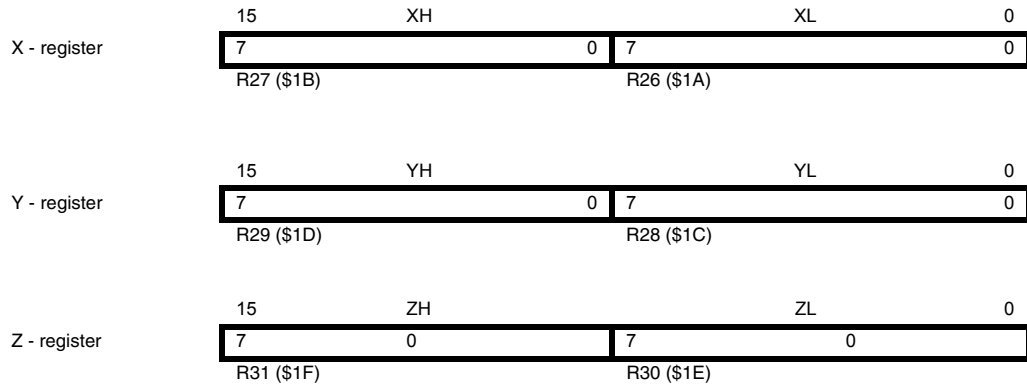 15 XH XL 0
X - register 7 0 7 0
R27 ($1B) R26 ($1A)
15 YH YL 0
Y - register 7 0 7 0
R29 ($1D) R28 ($1C)
15 ZH ZL 0
Z - register 7 0 7 0
R31 ($1F) R30 ($1E)